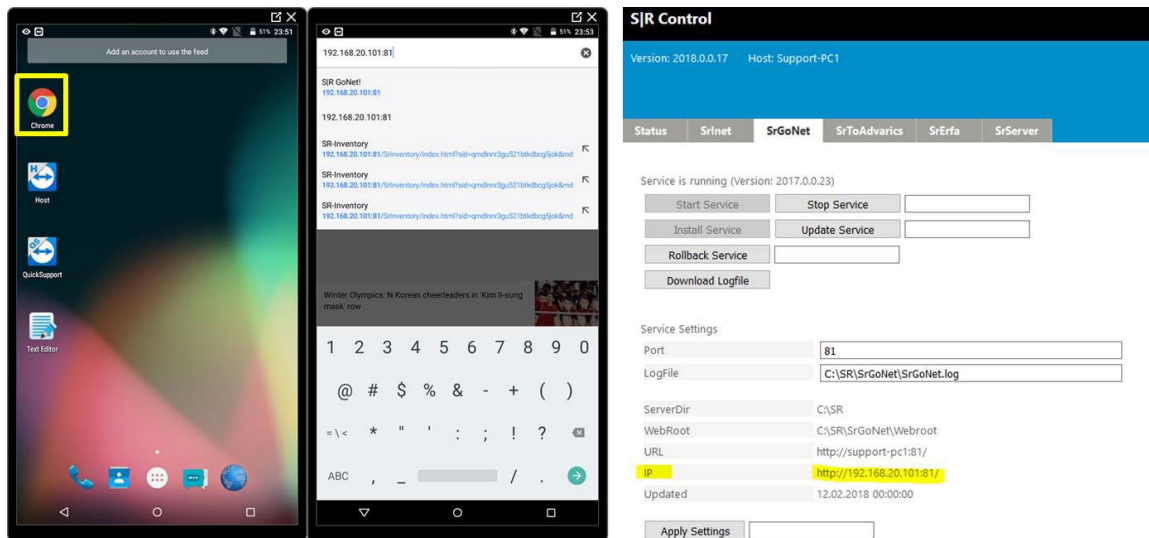 51% 23:51
Add an account to use the feed
Chrome
Host
QuickSupport
Text Editor
51% 23:53
192.168.20.101:81
S|R GoNet!
192.168.20.101:81
192.168.20.101:81
SR-Inventory
192.168.20.101:81/SrInventory/index.html?sid=qmdlnnr3gu521btkdbcg5jok&md
SR-Inventory
192.168.20.101:81/SrInventory/index.html?sid=qmdlnnr3gu521btkdbcg5jok&md
SR-Inventory
192.168.20.101:81/SrInventory/index.html?sid=qmdlnnr3gu521btkdbcg5jok&md
Winter Olympics: N Korean cheerleaders in 'Kim Il-sung
mask' row
1 2 3 4 5 6 7 8 9 0
@ # $ % & - + ( )
= \ < * " ' : ; ! ?
ABC , _ / .
S|R Control
Version: 2018.0.0.17 Host: Support-PC1
Status SrInet SrGoNet SrToAdvarics SrErfa SrServer
Service is running (Version: 2017.0.0.23)
Start Service Stop Service
Install Service Update Service
Rollback Service
Download Logfile
Service Settings
Port 81
LogFile C:\SR\SrGoNet\SrGoNet.log
ServerDir C:\SR
WebRoot C:\SR\SrGoNet\Webroot
URL http://support-pc1:81/
IP http://192.168.20.101:81/
Updated 12.02.2018 00:00:00
Apply Settings